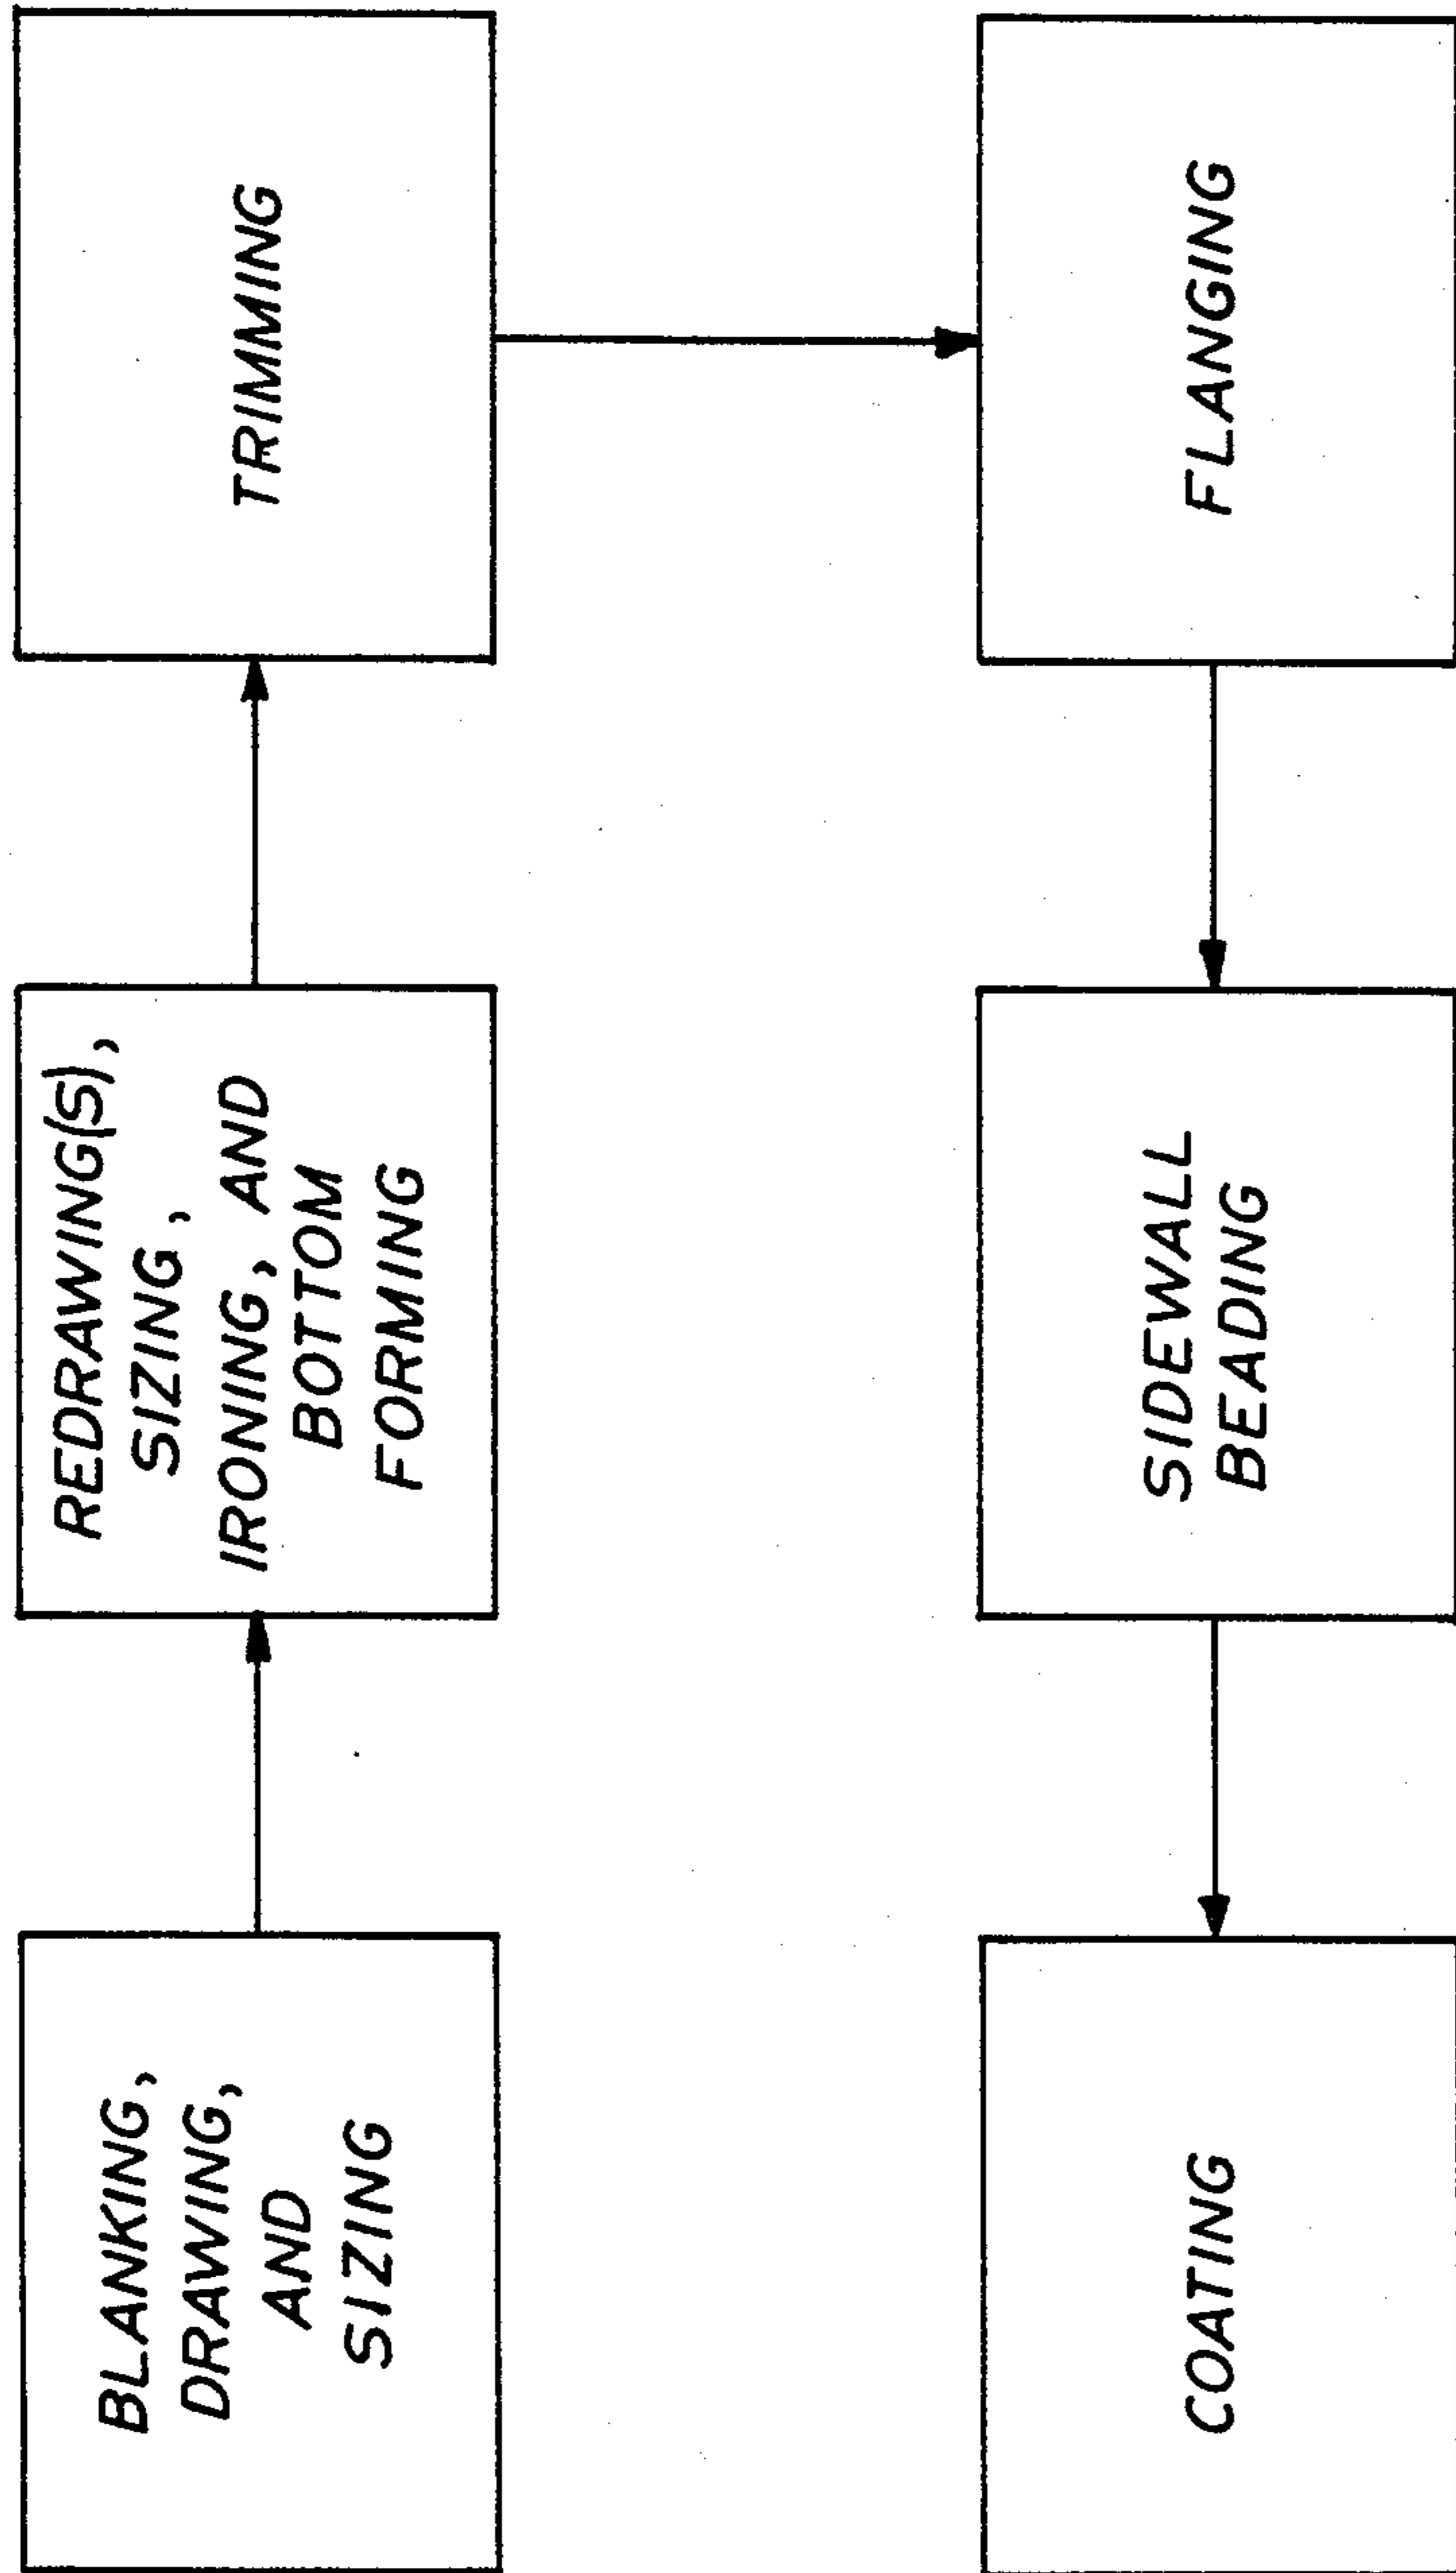 BLANKING,
DRAWING,
AND
SIZING
REDRAWING(S),
SIZING,
IRONING, AND
BOTTOM
FORMING
TRIMMING
FLANGING
SIDEWALL
BEADING
COATING